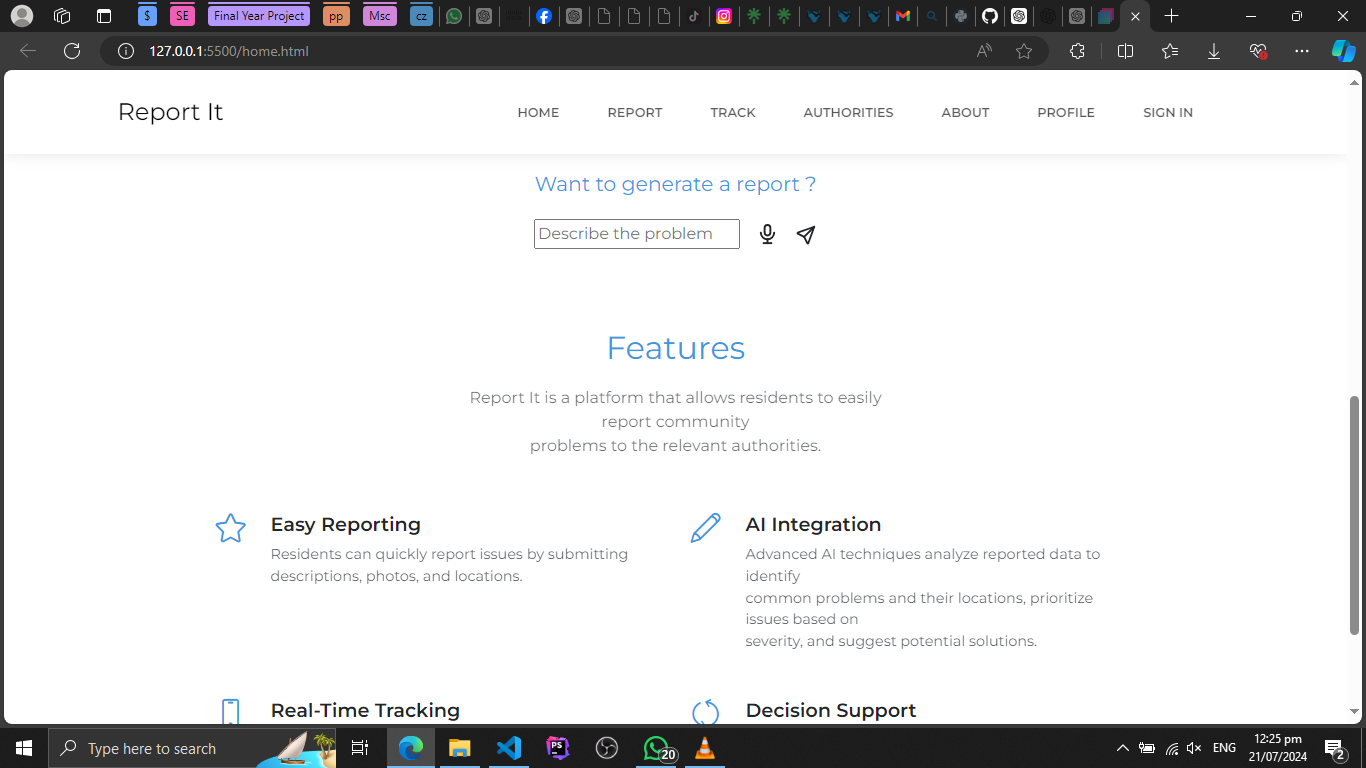 $ SE Final Year Project pp Msc cz
127.0.0.1:5500/home.html
Report It HOME REPORT TRACK AUTHORITIES ABOUT PROFILE SIGN IN
Want to generate a report ?
Describe the problem
Features
Report It is a platform that allows residents to easily
report community
problems to the relevant authorities.
Easy Reporting
Residents can quickly report issues by submitting
descriptions, photos, and locations.
AI Integration
Advanced AI techniques analyze reported data to
identify
common problems and their locations, prioritize
issues based on
severity, and suggest potential solutions.
Real-Time Tracking
Decision Support
Type here to search
PS
20
ENG
12:25 pm
21/07/2024
2